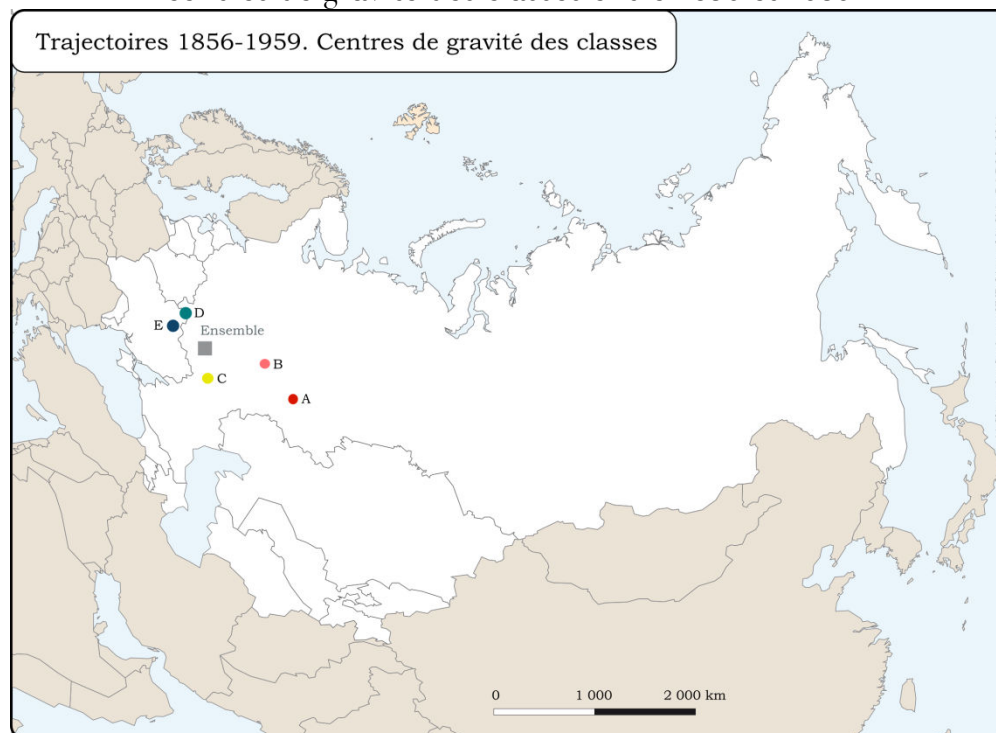 Trajectoires 1856-1959. Centres de gravité des classes
D
E
Ensemble
B
C
A
0 1 000 2 000 km